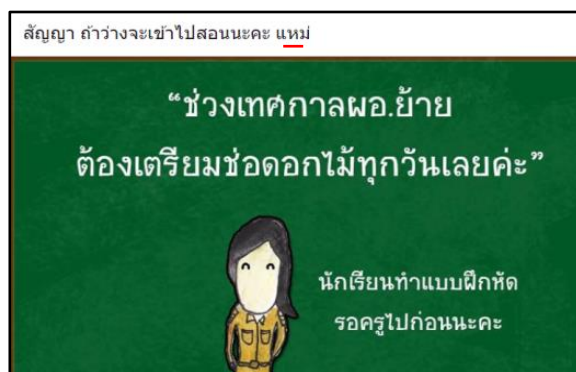 สัญญา ถ้าว่างจะเข้าไปสอนนะคะ แหม่
“ช่วงเทศกาลผอ.ย้าย
ต้องเตรียมช่อดอกไม้ทุกวันเลยค่ะ”
นักเรียนทำแบบฝึกหัด
รอครูไปก่อนนะคะ